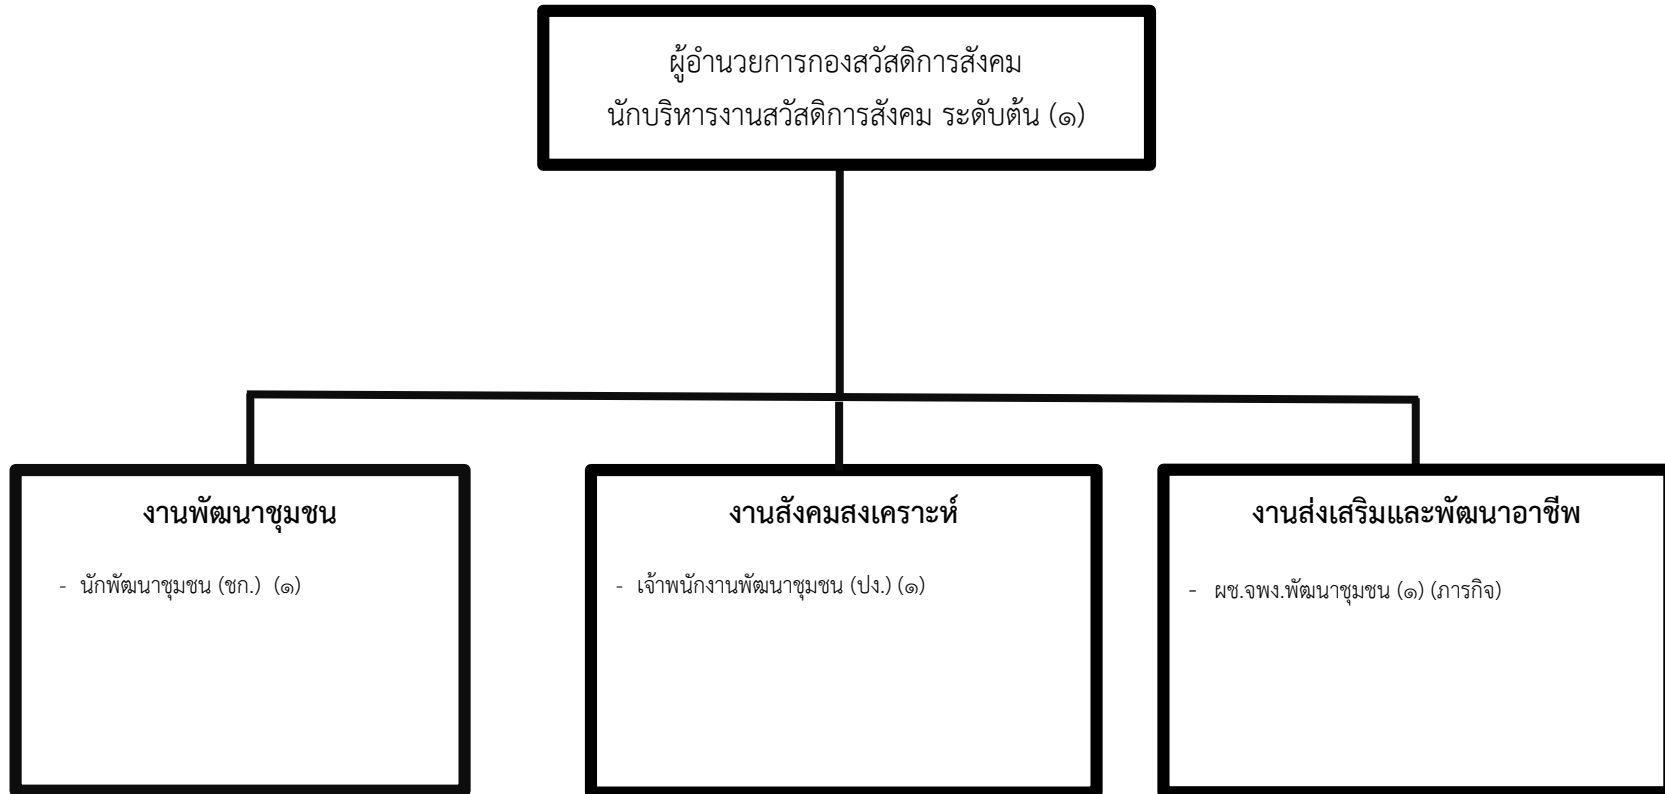 ผู้อำนวยการกองสวัสดิการสังคม
นักบริหารงานสวัสดิการสังคม ระดับต้น (๑)
งานพัฒนาชุมชน
- นักพัฒนาชุมชน (ชก.) (๑)
งานสังคมสงเคราะห์
- เจ้าพนักงานพัฒนาชุมชน (ปง.) (๑)
งานส่งเสริมและพัฒนาอาชีพ
- ผช.จพง.พัฒนาชุมชน (๑) (ภารกิจ)